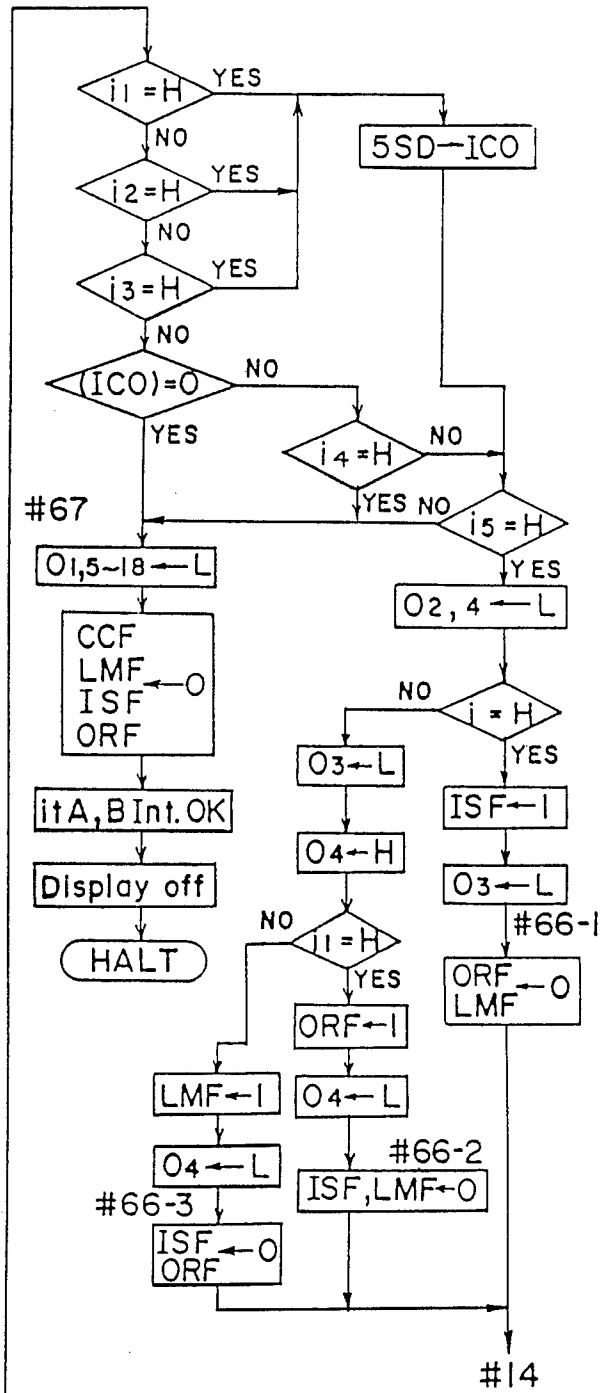 i1=H
YES
NO
5SD←ICO
i2=H
YES
NO
i3=H
YES
NO
(ICO)=0
NO
YES
i4=H
NO
YES
NO
i5=H
YES
#67
O1,5~18←L
O2,4←L
CCF
LMF
ISF
ORF
←0
NO
i=H
YES
O3←L
ISF←1
itA,BInt.OK
O4←H
O3←L
Display off
#66-1
NO
i1=H
YES
HALT
ORF
LMF
←0
ORF←1
LMF←1
O4←L
O4←L
#66-2
ISF,LMF←0
#66-3
ISF
ORF
←0
#14